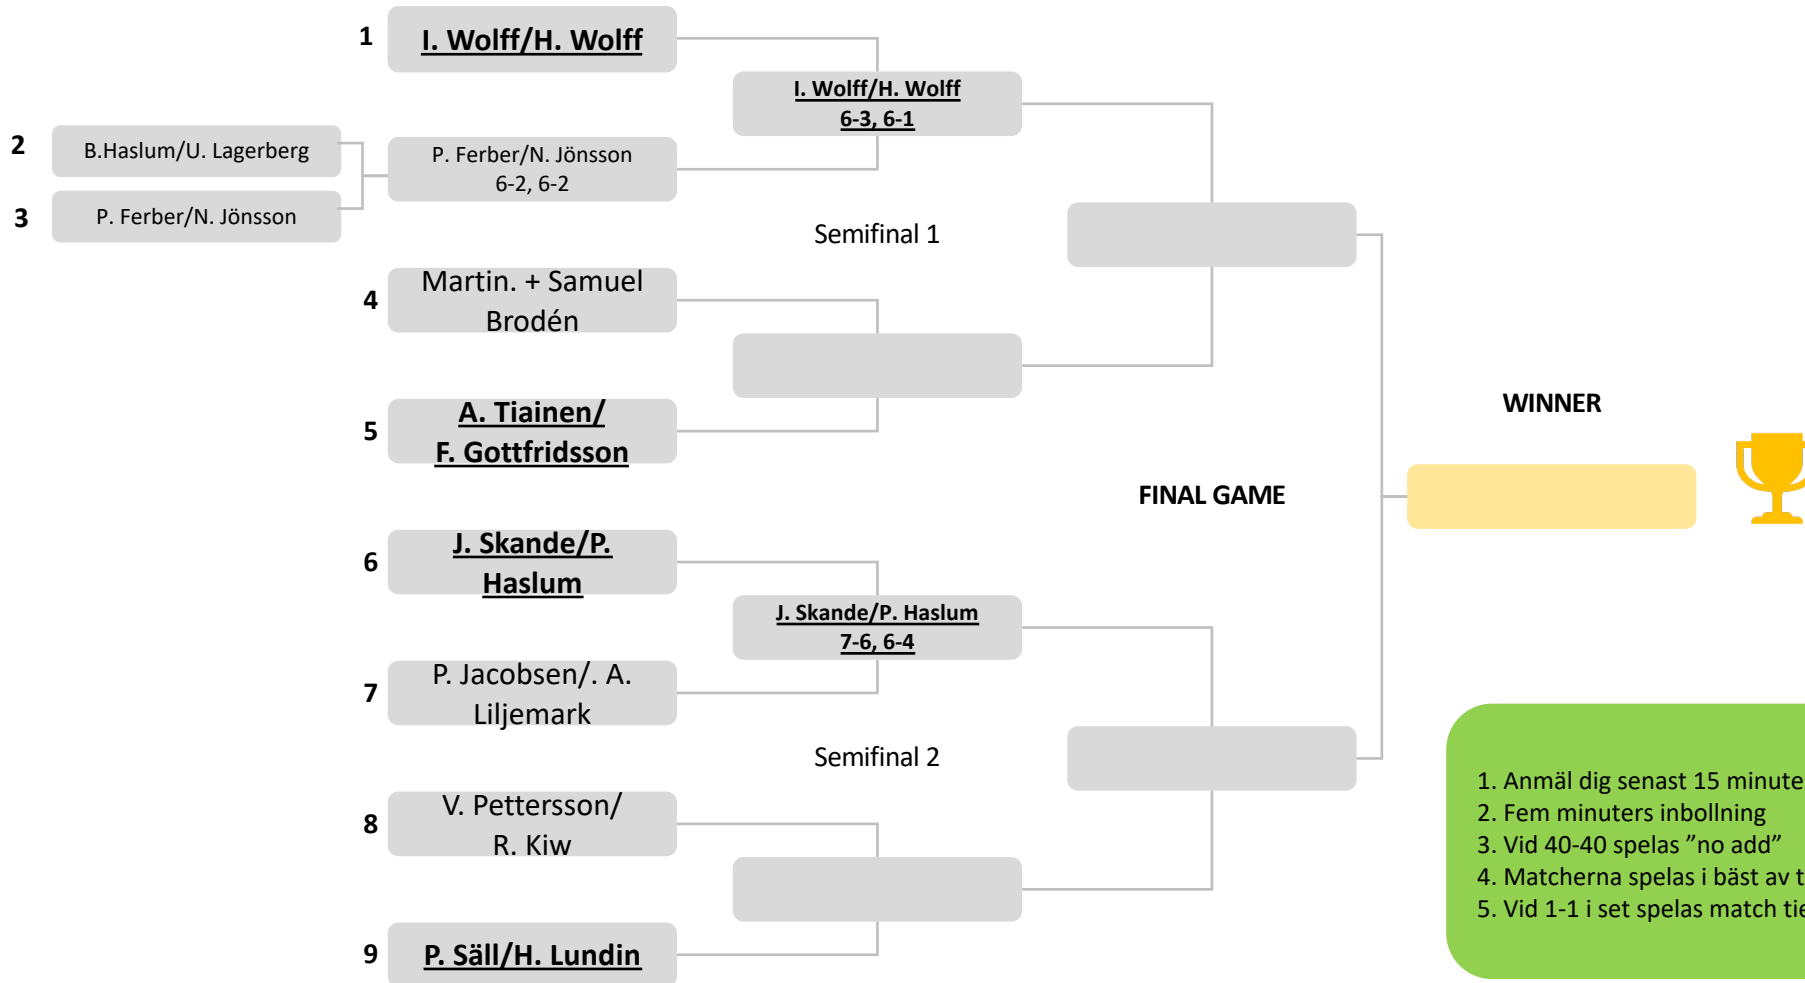 1
I. Wolff/H. Wolff
I. Wolff/H. Wolff
6-3, 6-1
2
B.Haslum/U. Lagerberg
P. Ferber/N. Jönsson
6-2, 6-2
3
P. Ferber/N. Jönsson
Semifinal 1
4
Martin. + Samuel
Brodén
5
A. Tiainen/
F. Gottfridsson
WINNER
FINAL GAME
6
J. Skande/P.
Haslum
J. Skande/P. Haslum
7-6, 6-4
7
P. Jacobsen/. A.
Liljemark
Semifinal 2
8
V. Pettersson/
R. Kiw
9
P. Säll/H. Lundin
1. Anmäl dig senast 15 minute
2. Fem minuters inbollning
3. Vid 40-40 spelas ”no add”
4. Matcherna spelas i bäst av t
5. Vid 1-1 i set spelas match tie